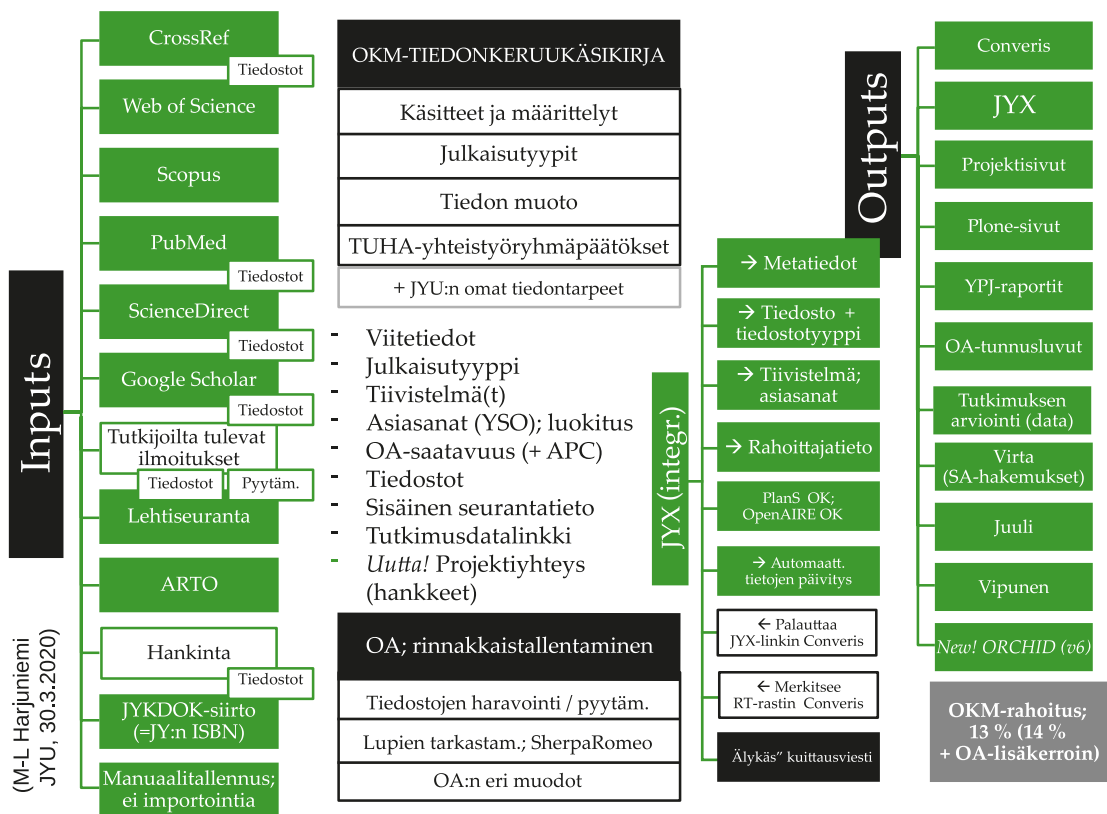 Inputs
(M-L Harjuniemi
JYU, 30.3.2020)
CrossRef
Tiedostot
Web of Science
Scopus
PubMed
Tiedostot
ScienceDirect
Tiedostot
Google Scholar
Tiedostot
Tutkijoilta tulevat
ilmoitukset
Tiedostot
Pyytäm.
Lehtiseuranta
ARTO
Hankinta
Tiedostot
JYKDOK-siirto
(=JY:n ISBN)
Manuaalitallennus;
ei importointia
OKM-TIEDONKERUUKÄSIKIRJA
Käsitteet ja määrittelyt
Julkaisutyypit
Tiedon muoto
TUHA-yhteistyöryhmäpäätökset
+ JYU:n omat tiedontarpeet
- Viitetiedot
- Julkaisutyyppi
- Tiivistelmä(t)
- Asiasanat (YSO); luokitus
- OA-saatavuus (+ APC)
- Tiedostot
- Sisäinen seurantatieto
- Tutkimusdatalinkki
- Uutta! Projektiyhteys
(hankkeet)
OA; rinnakkaistallentaminen
Tiedostojen haravointi / pyytäm.
Lupien tarkastam.; SherpaRomeo
OA:n eri muodot
JYX (integr.)
→ Metatiedot
→ Tiedosto +
tiedostotyyppi
→ Tiivistelmä;
asiasanat
→ Rahoittajatieto
PlanS OK;
OpenAIRE OK
→ Automaatt.
tietojen päivitys
← Palauttaa
JYX-linkin Converis
← Merkitsee
RT-rastin Converis
Älykäs” kuittausviesti
Outputs
Converis
JYX
Projektisivut
Plone-sivut
YPJ-raportit
OA-tunnusluvut
Tutkimuksen
arviointi (data)
Virta
(SA-hakemukset)
Juuli
Vipunen
New! ORCHID (v6)
OKM-rahoitus;
13 % (14 %
+ OA-lisäkerroin)